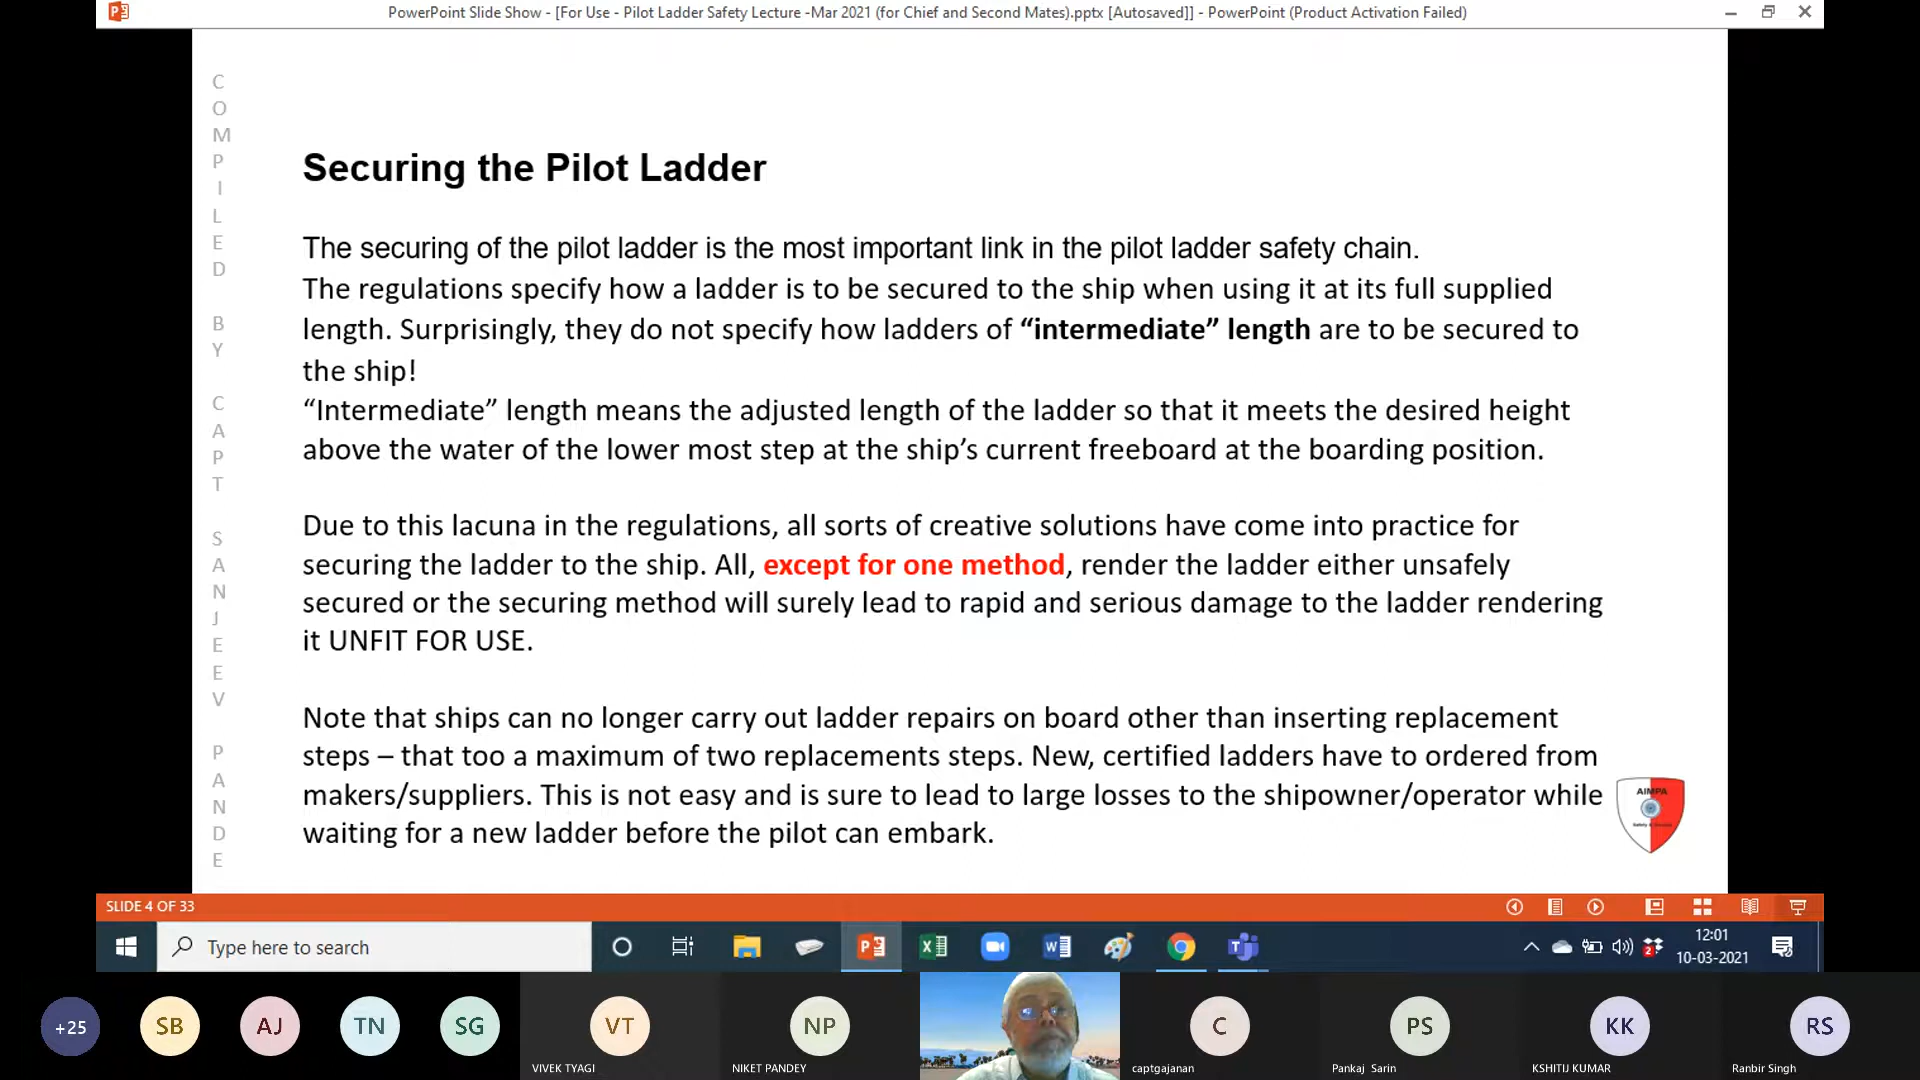 PowerPoint Slide Show - [For Use - Pilot Ladder Safety Lecture -Mar 2021 (for Chief and Second Mates).pptx [Autosaved]] - PowerPoint (Product Activation Failed)
COMPILED BY CAPT SANJEEV PANDE
Securing the Pilot Ladder
The securing of the pilot ladder is the most important link in the pilot ladder safety chain.
The regulations specify how a ladder is to be secured to the ship when using it at its full supplied
length. Surprisingly, they do not specify how ladders of “intermediate” length are to be secured to
the ship!
“Intermediate” length means the adjusted length of the ladder so that it meets the desired height
above the water of the lower most step at the ship’s current freeboard at the boarding position.
Due to this lacuna in the regulations, all sorts of creative solutions have come into practice for
securing the ladder to the ship. All, except for one method, render the ladder either unsafely
secured or the securing method will surely lead to rapid and serious damage to the ladder rendering
it UNFIT FOR USE.
Note that ships can no longer carry out ladder repairs on board other than inserting replacement
steps – that too a maximum of two replacements steps. New, certified ladders have to ordered from
makers/suppliers. This is not easy and is sure to lead to large losses to the shipowner/operator while
waiting for a new ladder before the pilot can embark.
AIMPA
SLIDE 4 OF 33
Type here to search
2
12:01
10-03-2021
+25
SB
AJ
TN
SG
VT
NP
C
PS
KK
RS
VIVEK TYAGI
NIKET PANDEY
captgajanan
Pankaj Sarin
KSHITIJ KUMAR
Ranbir Singh